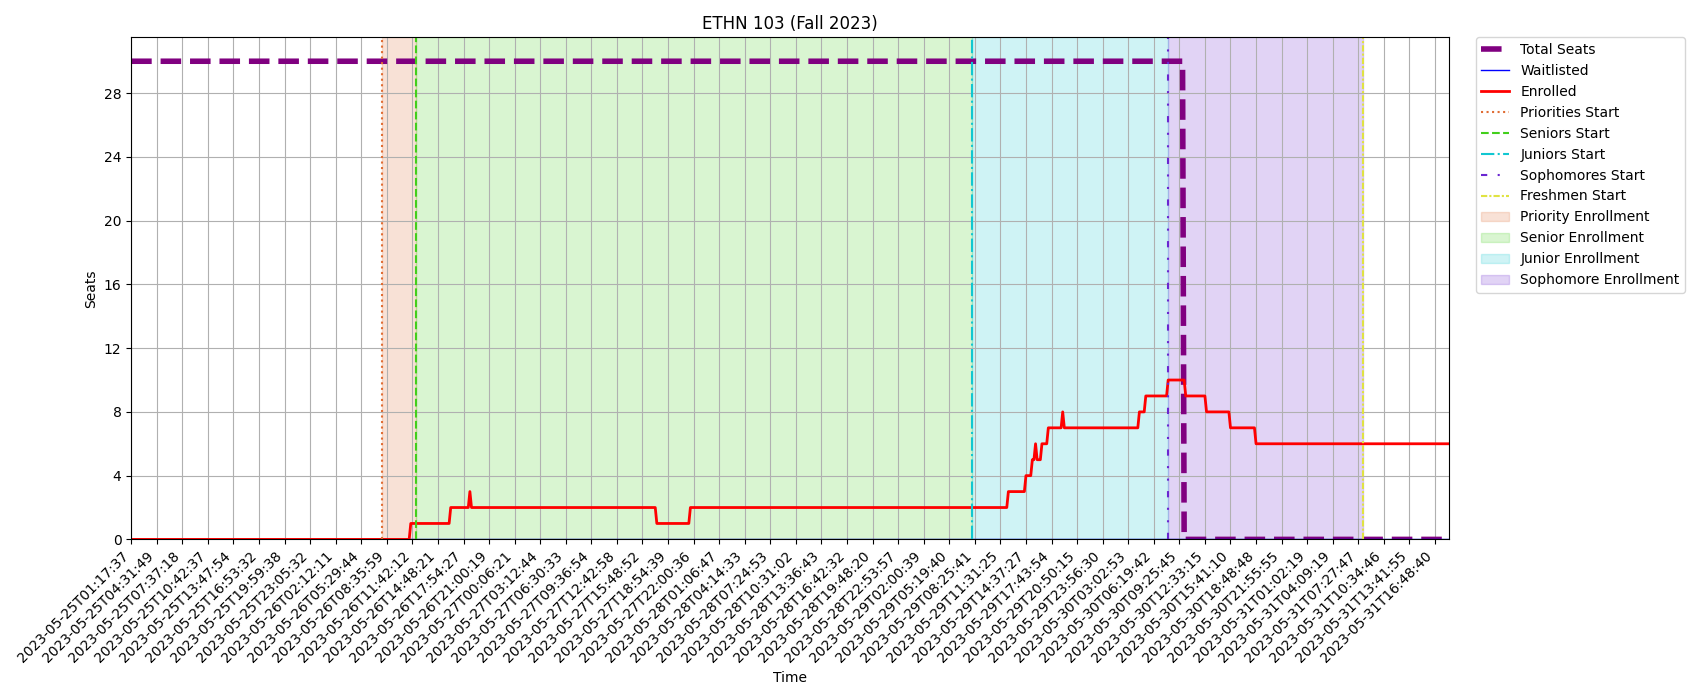 ETHN 103 (Fall 2023)
Total Seats
Waitlisted
Enrolled
Priorities Start
Seniors Start
Juniors Start
Sophomores Start
Freshmen Start
Priority Enrollment
Senior Enrollment
Junior Enrollment
Sophomore Enrollment
Seats
28
24
20
16
12
8
4
0
2023-05-25T01:17:37
2023-05-25T04:31:49
2023-05-25T07:37:18
2023-05-25T10:42:37
2023-05-25T13:47:54
2023-05-25T16:53:32
2023-05-25T19:59:38
2023-05-25T23:05:32
2023-05-26T02:12:11
2023-05-26T05:29:44
2023-05-26T08:35:59
2023-05-26T11:42:12
2023-05-26T14:48:21
2023-05-26T17:54:27
2023-05-26T21:00:19
2023-05-27T00:06:21
2023-05-27T03:12:44
2023-05-27T06:30:33
2023-05-27T09:36:54
2023-05-27T12:42:58
2023-05-27T15:48:52
2023-05-27T18:54:39
2023-05-27T22:00:36
2023-05-28T01:06:47
2023-05-28T04:14:33
2023-05-28T07:24:53
2023-05-28T10:31:02
2023-05-28T13:36:43
2023-05-28T16:42:32
2023-05-28T19:48:20
2023-05-28T22:53:57
2023-05-29T02:00:39
2023-05-29T05:19:40
2023-05-29T08:25:41
2023-05-29T11:31:25
2023-05-29T14:37:27
2023-05-29T17:43:54
2023-05-29T20:50:15
2023-05-29T23:56:30
2023-05-30T03:02:53
2023-05-30T06:19:42
2023-05-30T09:25:45
2023-05-30T12:33:15
2023-05-30T15:41:10
2023-05-30T18:48:48
2023-05-30T21:55:55
2023-05-31T01:02:19
2023-05-31T04:09:19
2023-05-31T07:27:47
2023-05-31T10:34:46
2023-05-31T13:41:55
2023-05-31T16:48:40
Time